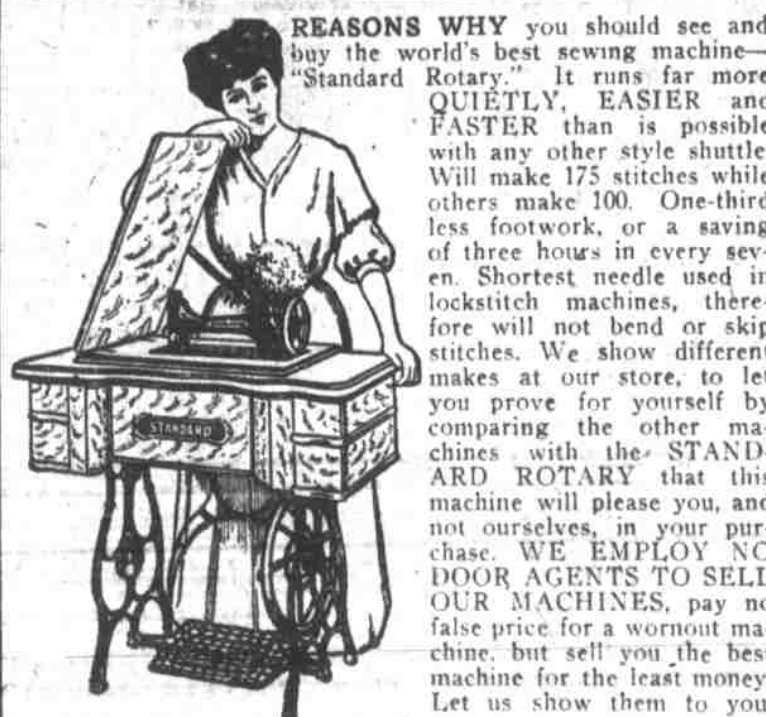 REASONS WHY you should see and
buy the world's best sewing machine—
"Standard Rotary." It runs far more
QUIETLY, EASIER and
FASTER than is possible
with any other style shuttle
Will make 175 stitches while
others make 100. One-third
less footwork, or a saving
of three hours in every sev-
en. Shortest needle used in
lockstitch machines, there-
fore will not bend or skip
stitches. We show different
makes at our store, to let
you prove for yourself by
comparing the other ma-
chines with the STAND-
ARD ROTARY that this
machine will please you, and
not ourselves, in your pur-
chase. WE EMPLOY NO
DOOR AGENTS TO SELL
OUR MACHINES, pay no
false price for a wornout ma-
chine, but sell you the best
machine for the least money
Let us show them to you
STANDARD